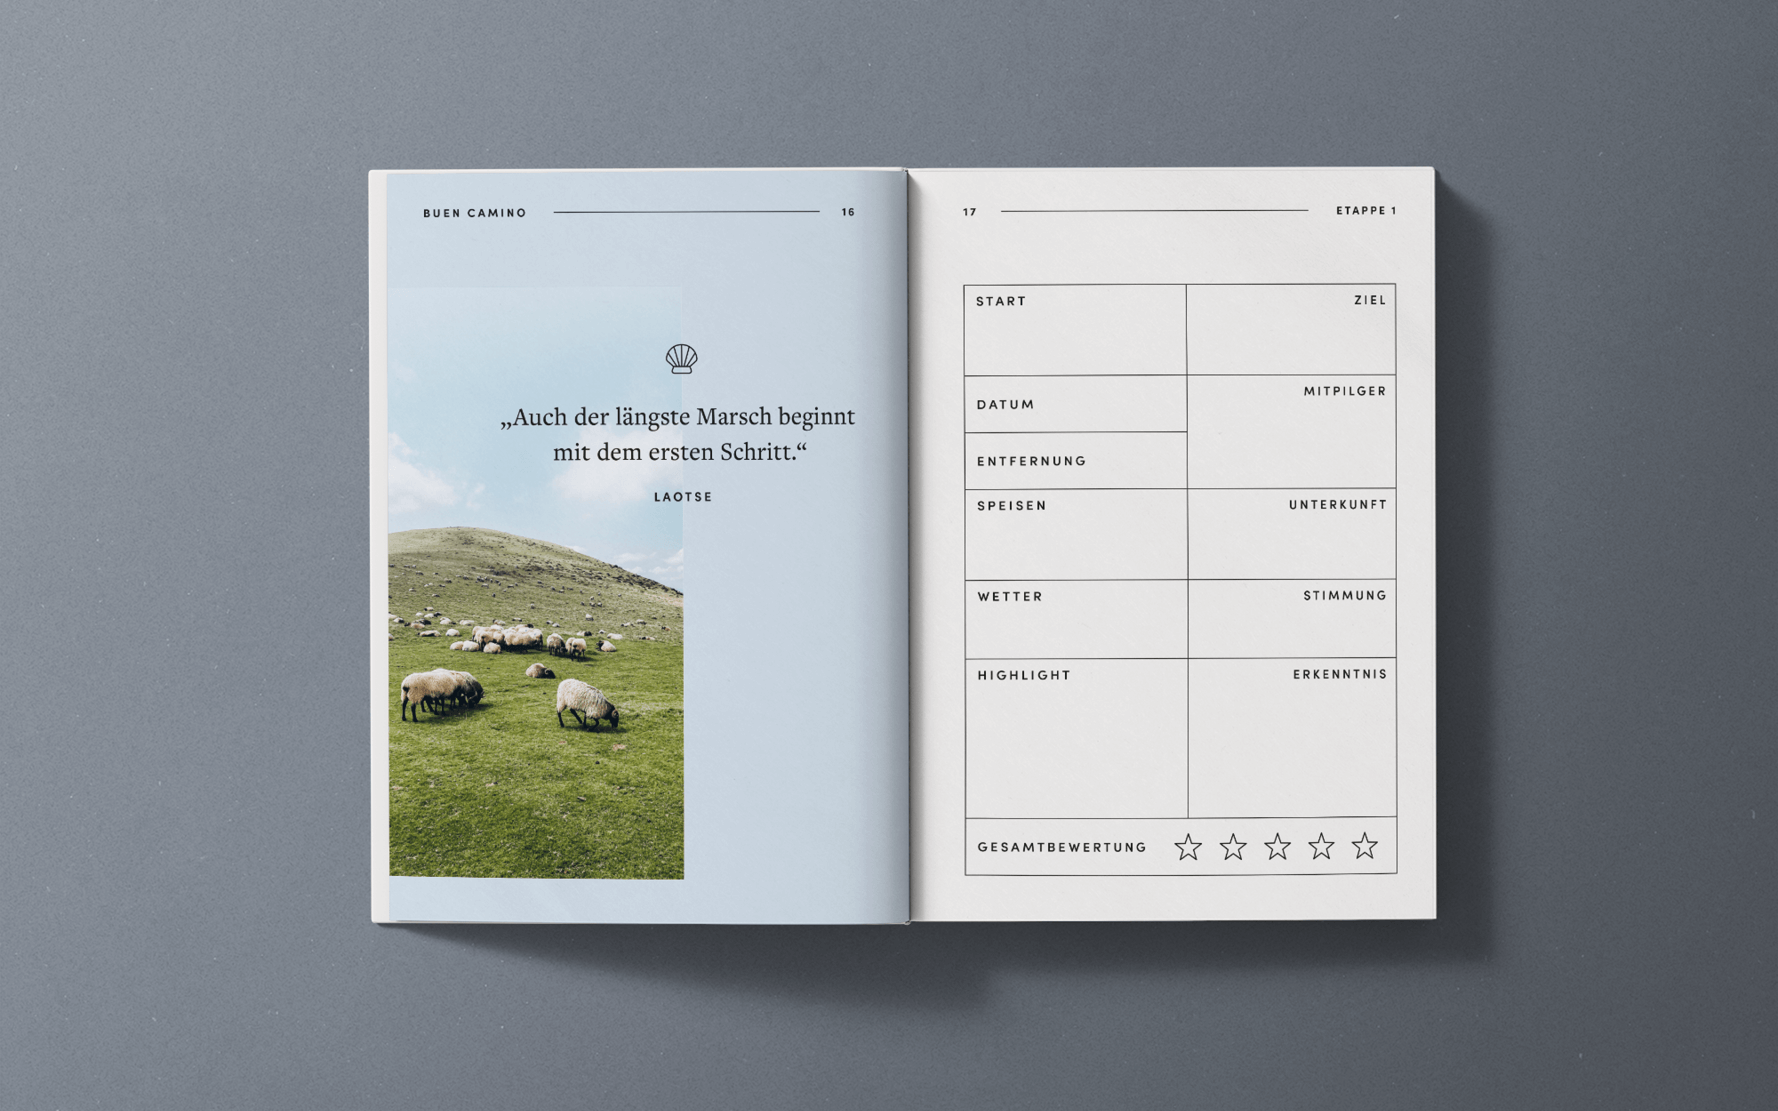 BUEN CAMINO 16
„Auch der längste Marsch beginnt
mit dem ersten Schritt.“
LAOTSE
17 ETAPPE 1
START ZIEL
DATUM MITPILGER
ENTFERNUNG
SPEISEN UNTERKUNFT
WETTER STIMMUNG
HIGHLIGHT ERKENNTNIS
GESAMTBEWERTUNG